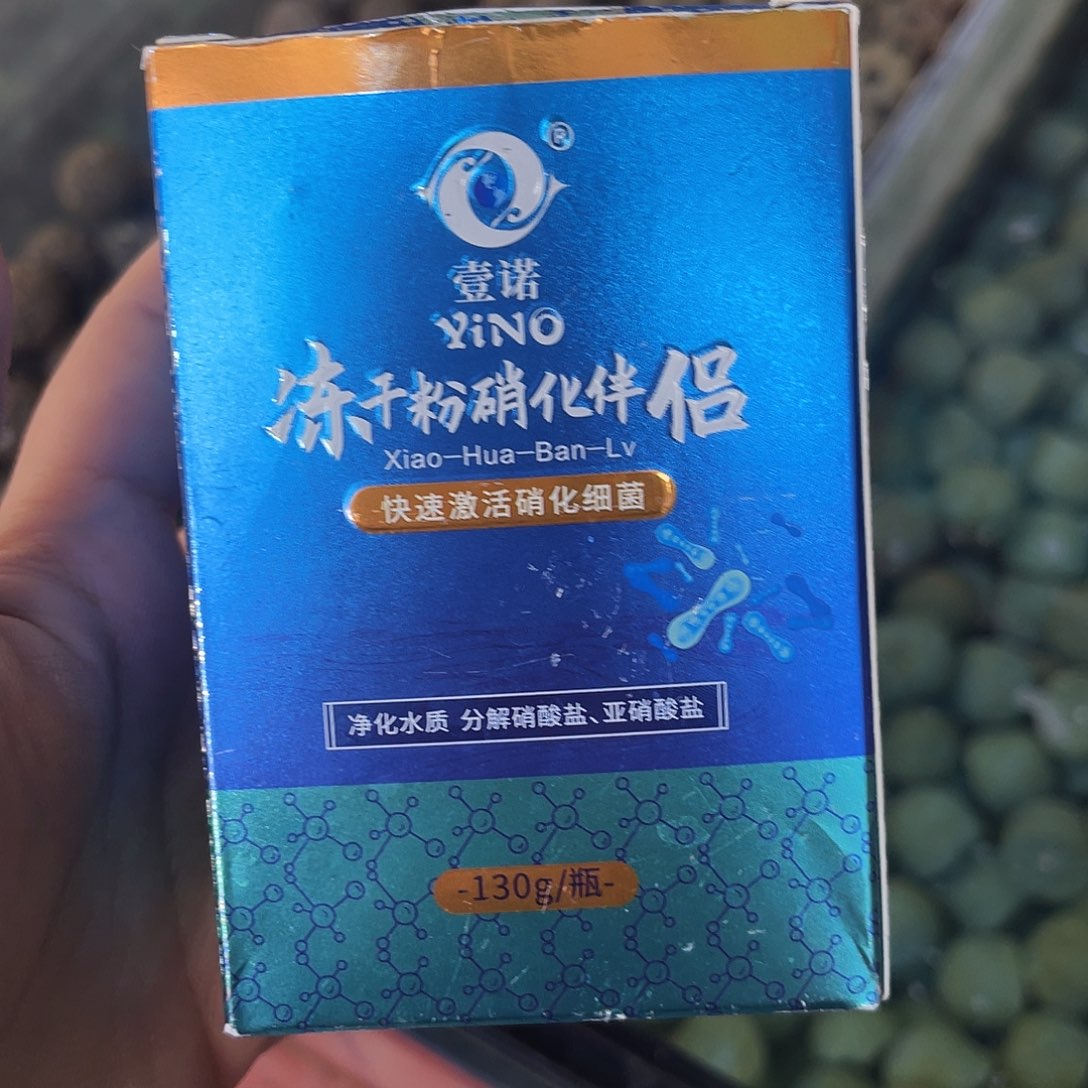 ®
壹诺
YiNO
冻干粉硝化伴侣
Xiao-Hua-Ban-Lv
快速激活硝化细菌
净化水质 分解硝酸盐、亚硝酸盐
-130g/瓶-